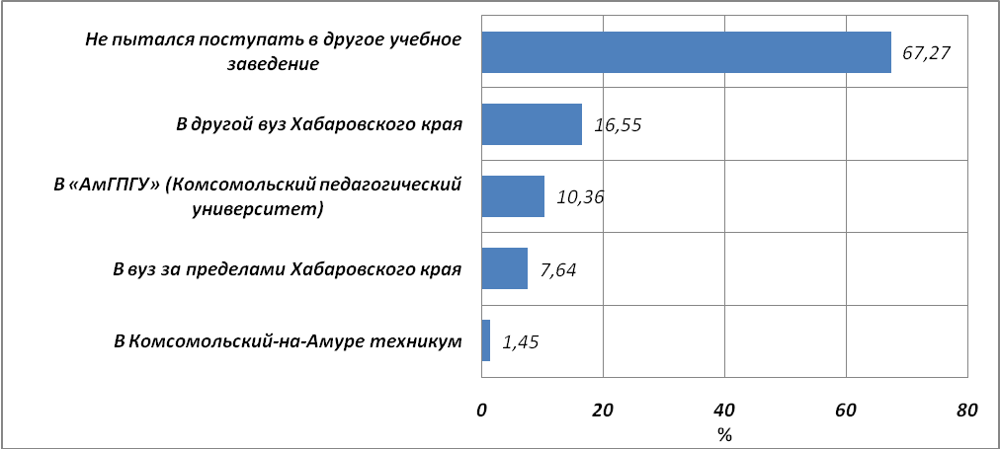 Не пытался поступать в другое учебное
заведение
67,27
В другой вуз Хабаровского края
16,55
В «АмГПГУ» (Комсомольский педагогический
университет)
10,36
В вуз за пределами Хабаровского края
7,64
В Комсомольский-на-Амуре техникум
1,45
0 20 40 60 80
%